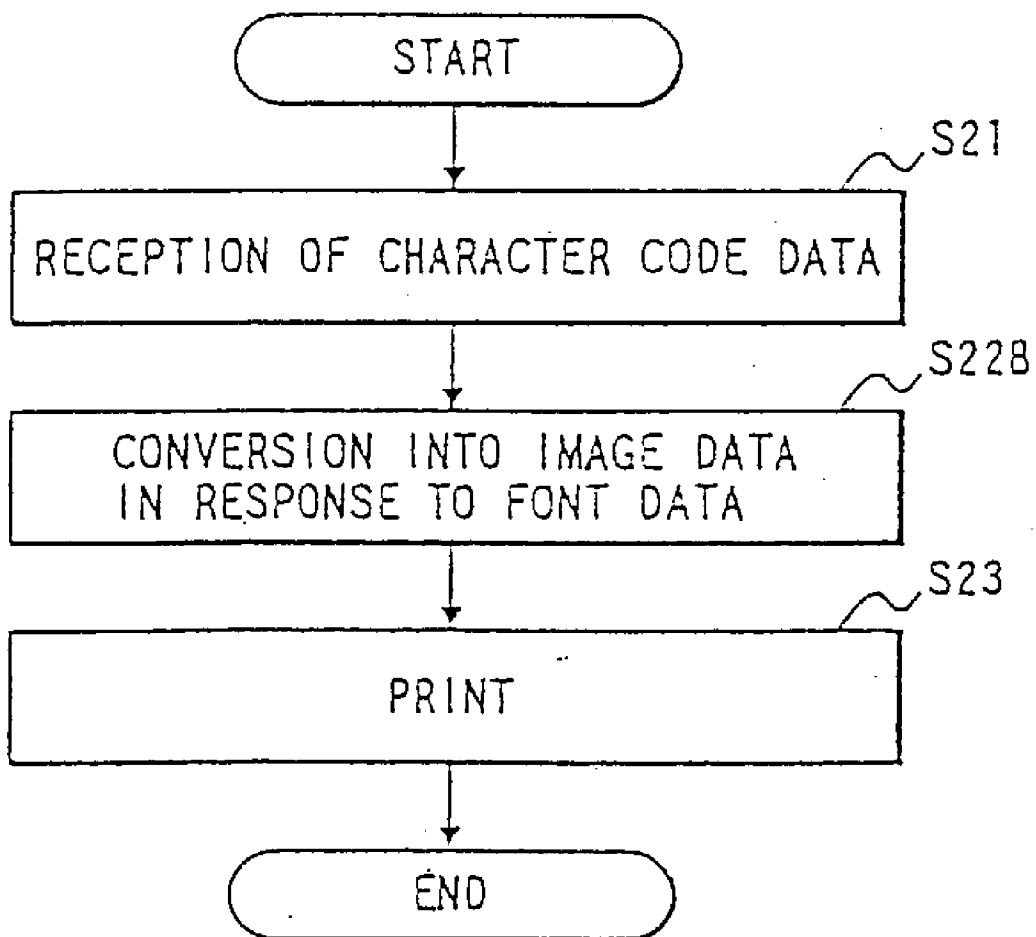 START
S21
RECEPTION OF CHARACTER CODE DATA
S22B
CONVERSION INTO IMAGE DATA
IN RESPONSE TO FONT DATA
S23
PRINT
END